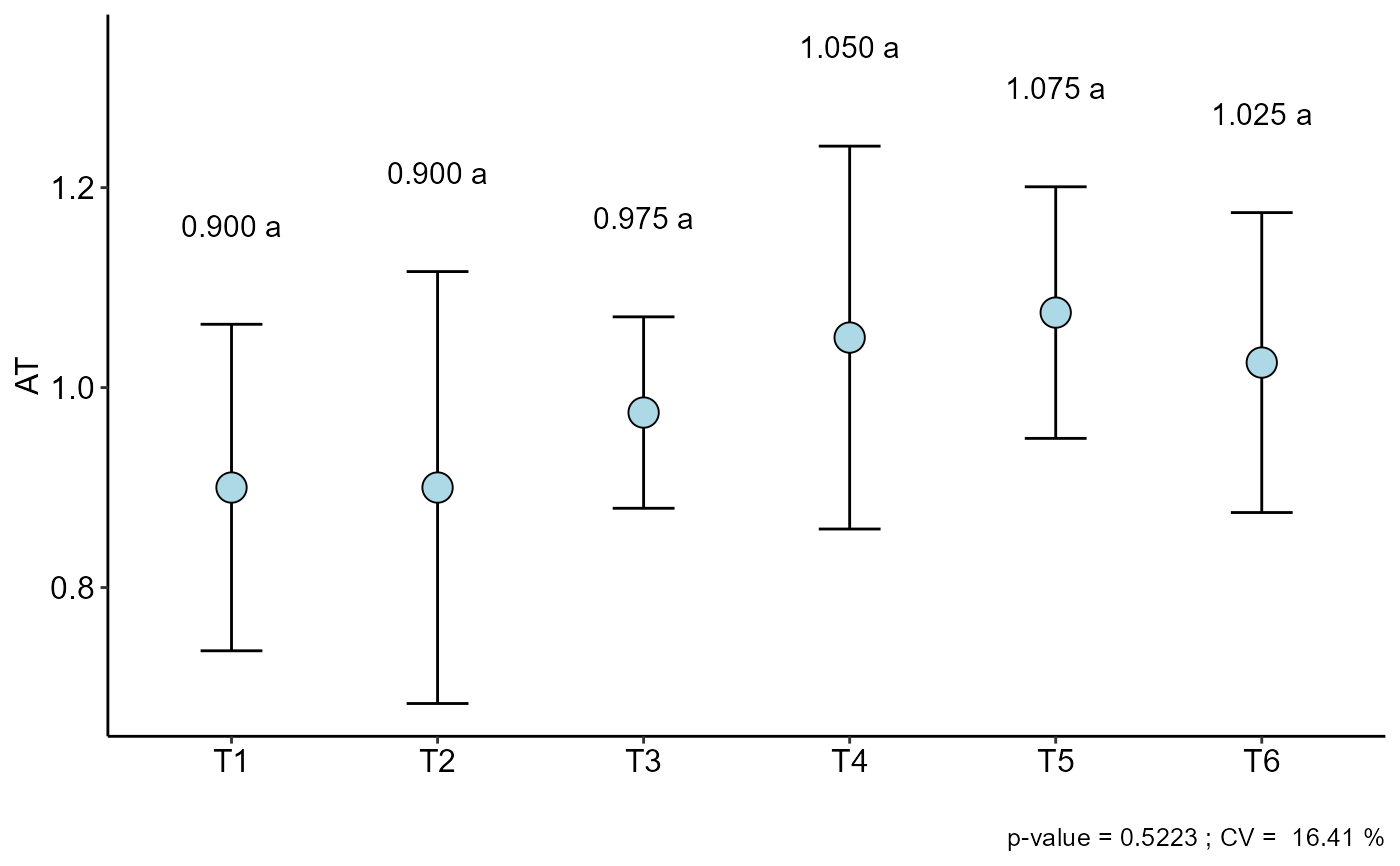 1.050 a
1.075 a
1.025 a
0.900 a
0.975 a
0.900 a
1.2
1.0
0.8
AT
T1 T2 T3 T4 T5 T6
p-value = 0.5223 ; CV =  16.41 %